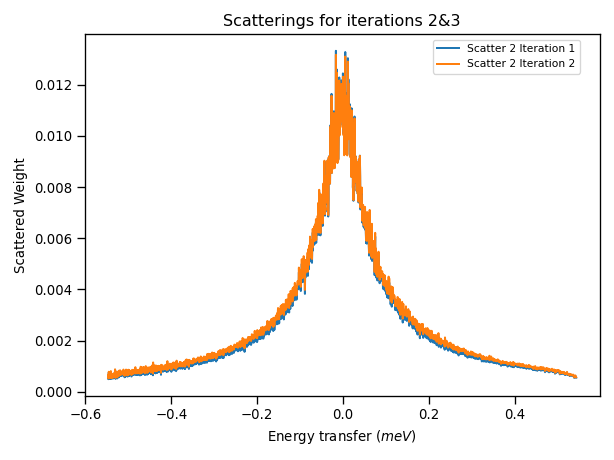 Scatterings for iterations 2&3
Scatter 2 Iteration 1
Scatter 2 Iteration 2
Scattered Weight
0.012
0.010
0.008
0.006
0.004
0.002
0.000
−0.6 −0.4 −0.2 0.0 0.2 0.4
Energy transfer (meV)